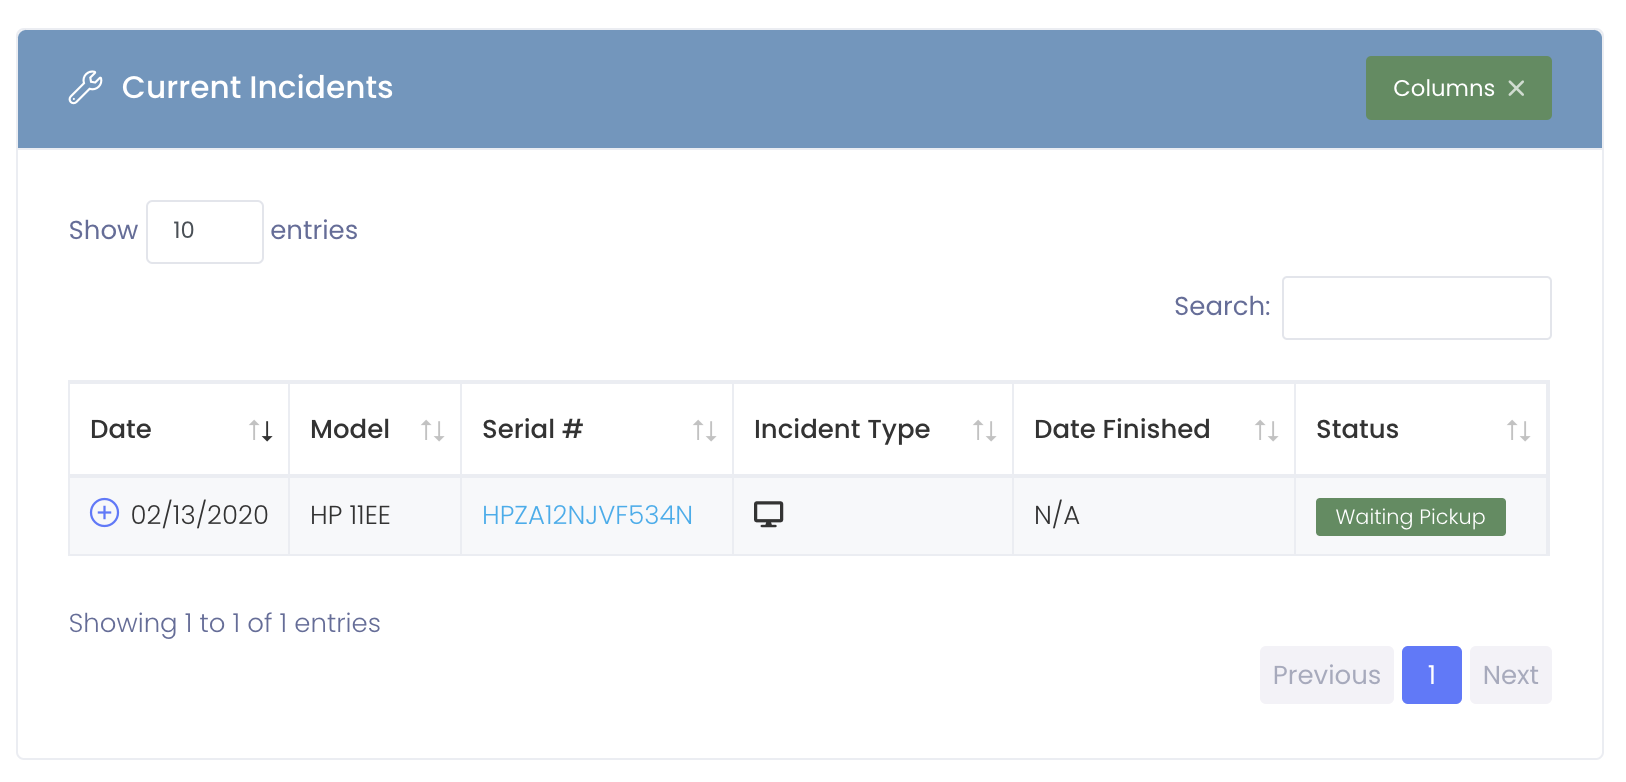 Current Incidents
Columns
Show 10 entries
Search:
Date Model Serial # Incident Type Date Finished Status
02/13/2020 HP 11EE HPZA12NJVF534N N/A Waiting Pickup
Showing 1 to 1 of 1 entries
Previous 1 Next